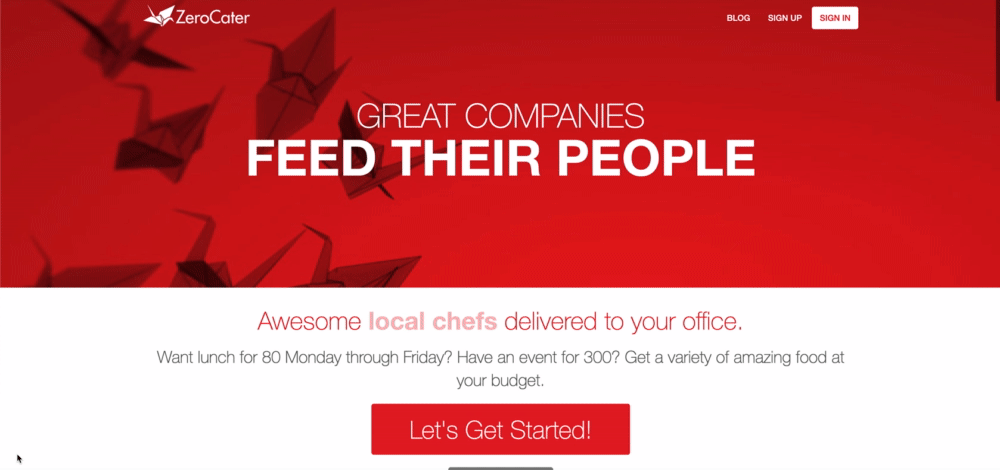 ZeroCater
BLOG
SIGN UP
SIGN IN
GREAT COMPANIES
FEED THEIR PEOPLE
Awesome local chefs delivered to your office.
Want lunch for 80 Monday through Friday? Have an event for 300? Get a variety of amazing food at
your budget.
Let's Get Started!